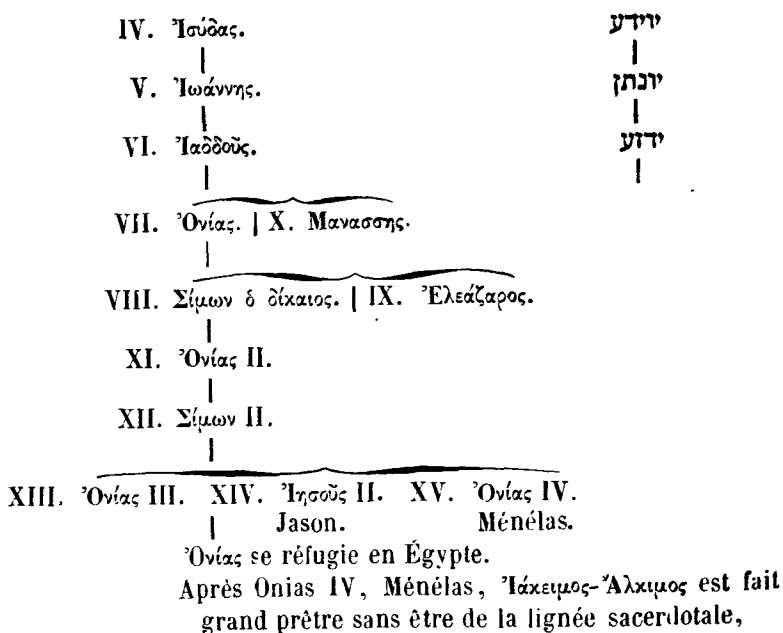 IV. Ἰσύδας. יוידע
V. Ἰωάννης. יונתן
VI. Ἰαδδοῦς. ידוע
VII. Ὀνίας. | X. Μανασσης.
VIII. Σίμων ὁ δίκαιος. | IX. Ἐλεάζαρος.
XI. Ὀνίας II.
XII. Σίμων II.
XIII. Ὀνίας III. XIV. Ἰησοῦς II. XV. Ὀνίας IV.
Jason. Ménélas.
Ὀνίας se réfugie en Égypte.
Après Onias IV, Ménélas, Ἰάκειμος-Ἄλκιμος est fait
grand prêtre sans être de la lignée sacerdotale,